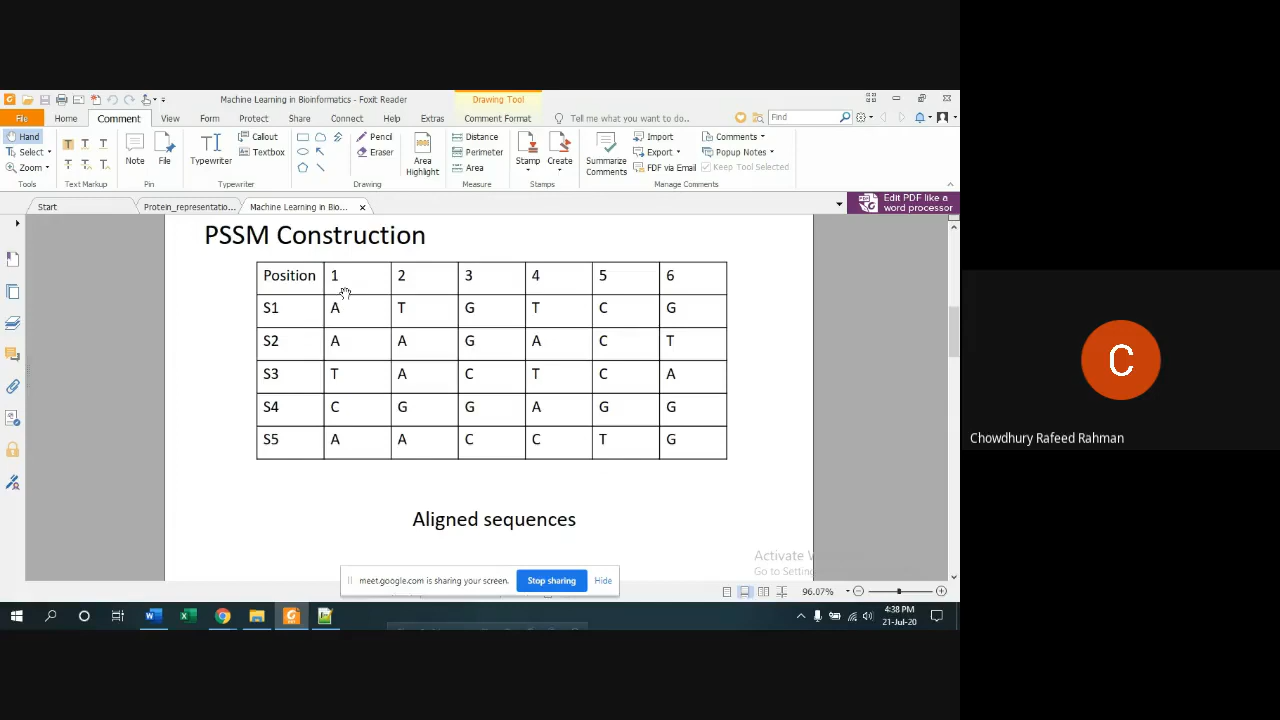 Machine Learning in Bioinformatics - Foxit Reader
Drawing Tool
File Home Comment View Form Protect Share Connect Help Extras Comment Format Tell me what you want to do.. Find
Hand
Select
Zoom
Tools
Text Markup
Note
File
Pin
Typewriter
Callout
Textbox
Typewriter
Pencil
Eraser
Drawing
Area Highlight
Distance
Perimeter
Area
Measure
Stamp
Create
Stamps
Summarize Comments
Import
Export
FDF via Email
Comments
Popup Notes
Keep Tool Selected
Manage Comments
Start Protein_representatio... Machine Learning in Bio...
Edit PDF like a
word processor
PSSM Construction
Position 1 2 3 4 5 6
S1 A T G T C G
S2 A A G A C T
S3 T A C T C A
S4 C G G A G G
S5 A A C C T G
Aligned sequences
Activate
Go to Setting
meet.google.com is sharing your screen. Stop sharing Hide
96.07%
4:38 PM
21-Jul-20
C
Chowdhury Rafeed Rahman